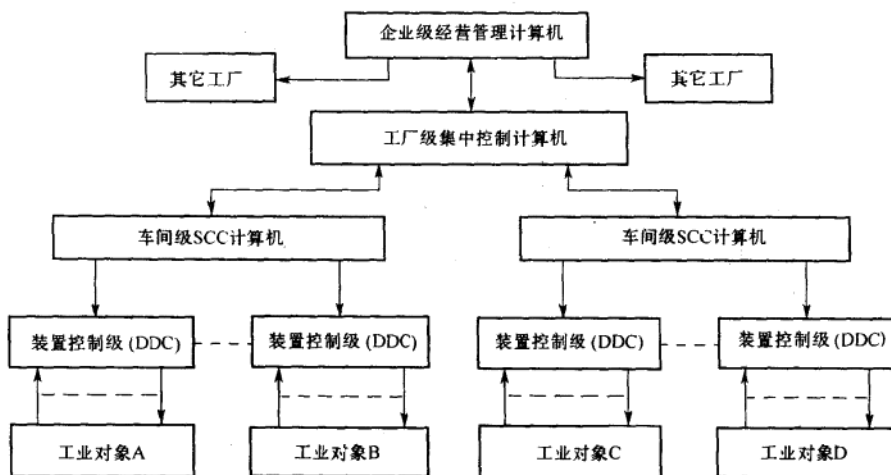 企业级经营管理计算机
其它工厂
其它工厂
工厂级集中控制计算机
车间级SCC计算机
车间级SCC计算机
装置控制级(DDC)
装置控制级(DDC)
装置控制级(DDC)
装置控制级(DDC)
工业对象A
工业对象B
工业对象C
工业对象D